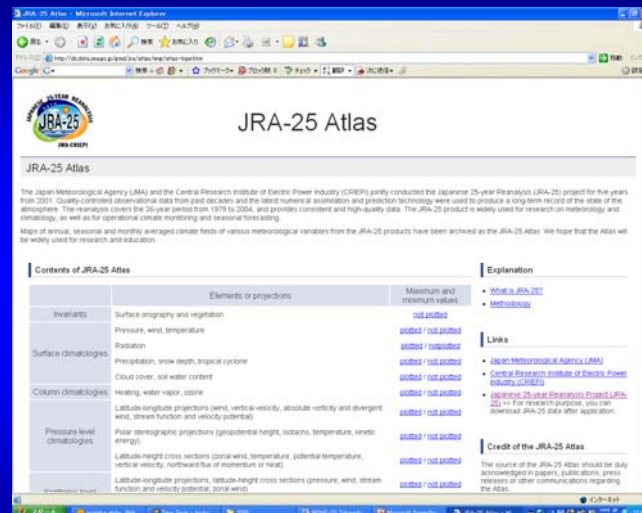 JRA-25 Atlas - Microsoft Internet Explorer
JAPANESE 25-YEAR REANALYSIS
JRA-25
JMA-CRIEPI
JRA-25 Atlas
JRA-25 Atlas
The Japan Meteorological Agency (JMA) and the Central Research Institute of Electric Power Industry (CRIEPI) jointly conducted the Japanese 25-year Reanalysis (JRA-25) project for five years
from 2001. Quality-controlled observational data from past decades and the latest numerical assimilation and prediction technology were used to produce a long-term record of the state of the
atmosphere. The reanalysis covers the 26-year period from 1979 to 2004, and provides consistent and high-quality data. The JRA-25 product is widely used for research on meteorology and
climatology, as well as for operational climate monitoring and seasonal forecasting.
Maps of annual, seasonal and monthly averaged climate fields of various meteorological variables from the JRA-25 products have been archived as the JRA-25 Atlas. We hope that the Atlas will
be widely used for research and education.
Contents of JRA-25 Atlas
Elements or projections
Maximum and
minimum values
Invariants
Surface orography and vegetation
not plotted
Surface climatologies
Pressure, wind, temperature
plotted / not plotted
Radiation
plotted / notplotted
Precipitation, snow depth, tropical cyclone
plotted / not plotted
Cloud cover, soil water content
plotted / not plotted
Column climatologies
Heating, water vapor, ozone
plotted / not plotted
Pressure level
climatologies
Latitude-longitude projections (wind, vertical velocity, absolute vorticity and divergent
wind, stream function and velocity potential)
plotted / not plotted
Polar stereographic projections (geopotential height, isotachs, temperature, kinetic
energy)
plotted / not plotted
Latitude-height cross sections (zonal wind, temperature, potential temperature,
vertical velocity, northward flux of momentum or heat)
plotted / not plotted
Latitude-longitude projections, latitude-height cross sections (pressure, wind, stream
function and velocity potential, zonal wind)
plotted / not plotted
Explanation
What is JRA-25?
Methodology
Links
Japan Meteorological Agency (JMA)
Central Research Institute of Electric Power
Industry (CRIEPI)
Japanese 25-year Reanalysis Project (JRA-
25) >> For research purpose, you can
download JRA-25 data after application.
Credit of the JRA-25 Atlas
The source of the JRA-25 Atlas should be duly
acknowledged in papers, publications, press
releases or other communications regarding
the Atlas.